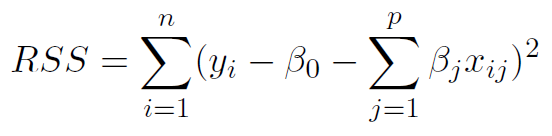 RSS = \sum_{i=1}^{n} (y_i - \beta_0 - \sum_{j=1}^{p} \beta_j x_{ij})^2